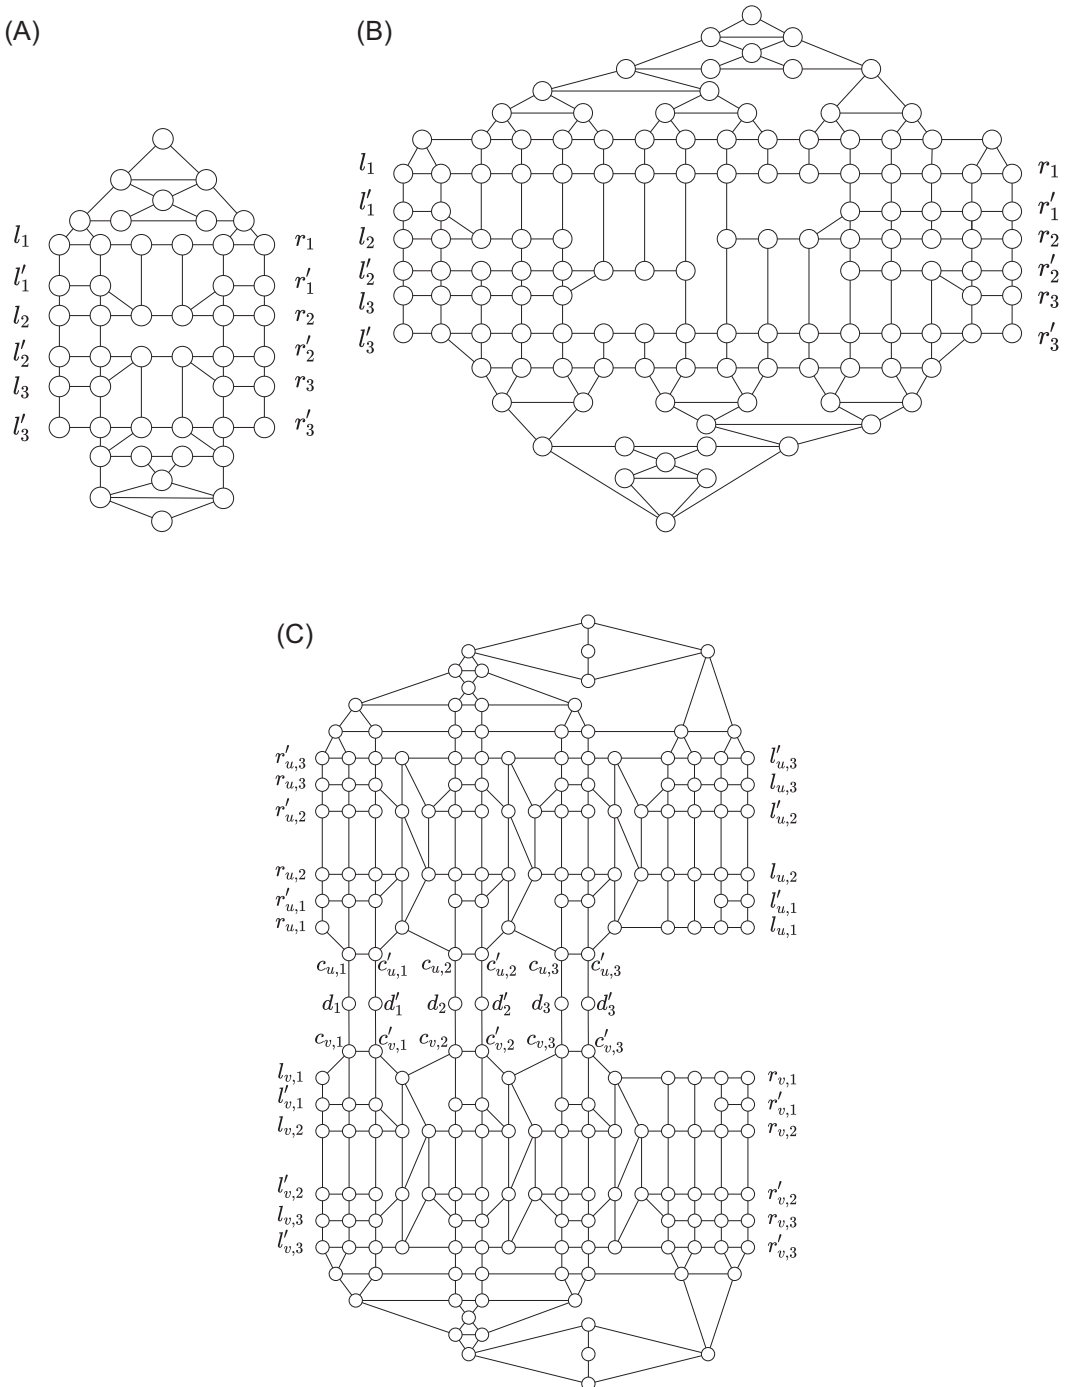 (A) (B)
l₁ r₁
l′₁ r′₁
l₂ r₂
l′₂ r′₂
l₃ r₃
l′₃ r′₃
l₁ r₁
l′₁ r′₁
l₂ r₂
l′₂ r′₂
l₃ r₃
l′₃ r′₃
(C)
r′ᵤ,₃ l′ᵤ,₃
rᵤ,₃ lᵤ,₃
r′ᵤ,₂ l′ᵤ,₂
rᵤ,₂ lᵤ,₂
r′ᵤ,₁ l′ᵤ,₁
rᵤ,₁ lᵤ,₁
cᵤ,₁ c′ᵤ,₁ cᵤ,₂ c′ᵤ,₂ cᵤ,₃ c′ᵤ,₃
d₁ d′₁ d₂ d′₂ d₃ d′₃
cᵥ,₁ c′ᵥ,₁ cᵥ,₂ c′ᵥ,₂ cᵥ,₃ c′ᵥ,₃
lᵥ,₁ rᵥ,₁
l′ᵥ,₁ r′ᵥ,₁
lᵥ,₂ rᵥ,₂
l′ᵥ,₂ r′ᵥ,₂
lᵥ,₃ rᵥ,₃
l′ᵥ,₃ r′ᵥ,₃